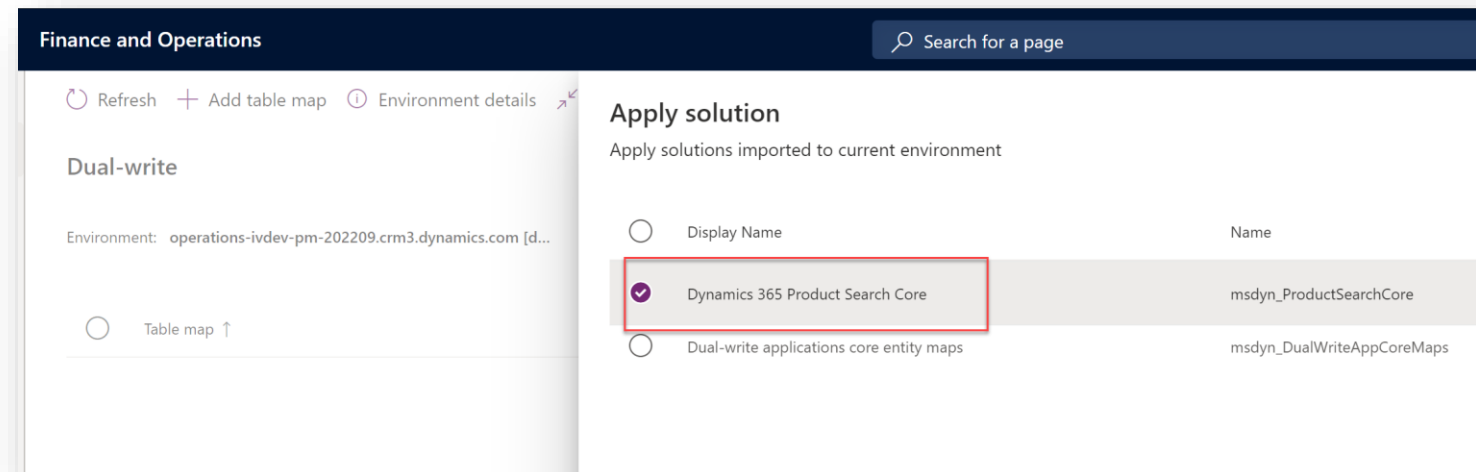 Finance and Operations
Search for a page
Refresh Add table map Environment details
Dual-write
Environment: operations-ivdev-pm-202209.crm3.dynamics.com [d...
Table map ↑
Apply solution
Apply solutions imported to current environment
Display Name Name
Dynamics 365 Product Search Core msdyn_ProductSearchCore
Dual-write applications core entity maps msdyn_DualWriteAppCoreMaps